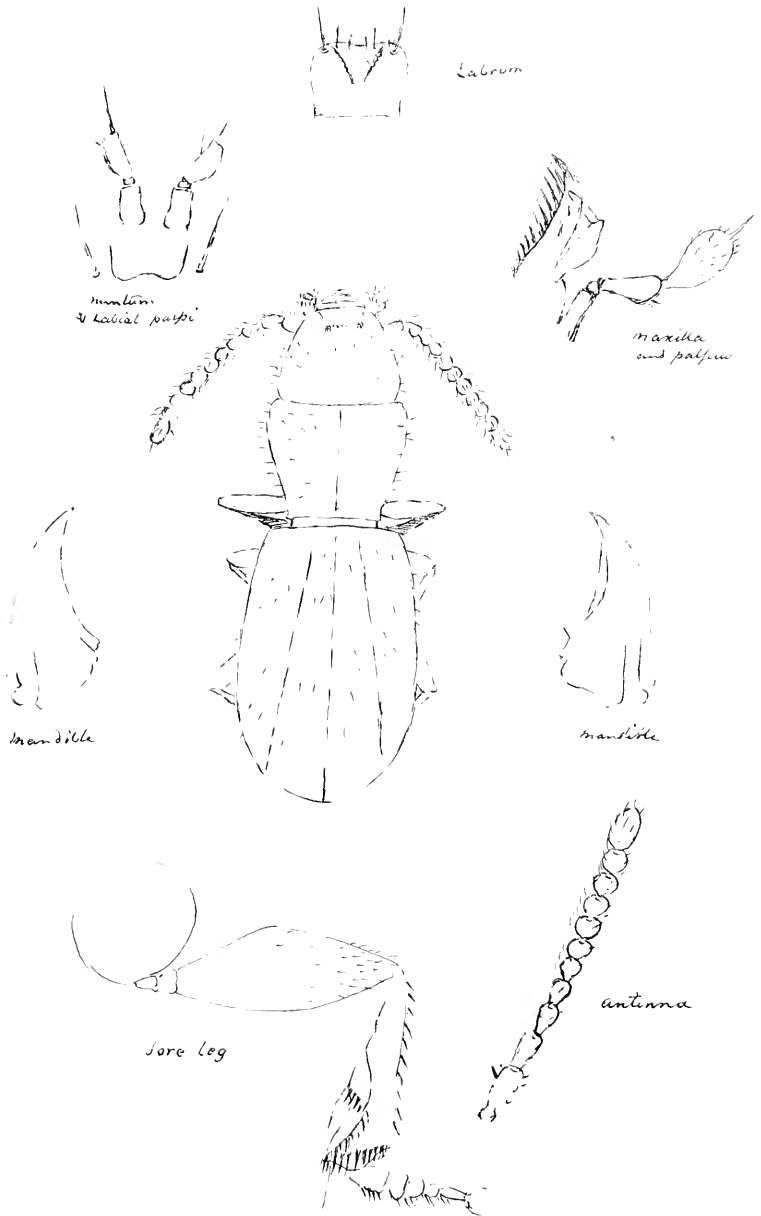 Labrum
mentum
& Labial palpi
maxilla
and palpus
mandible
mandible
antenna
fore leg